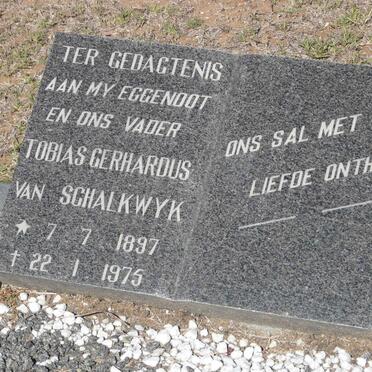 TER GEDAGTENIS
AAN MY EGGENOOT
EN ONS VADER
TOBIAS GERHARDUS
VAN SCHALKWYK
★ 7 7 1897
† 22 1 1975
ONS SAL MET
LIEFDE ONTH